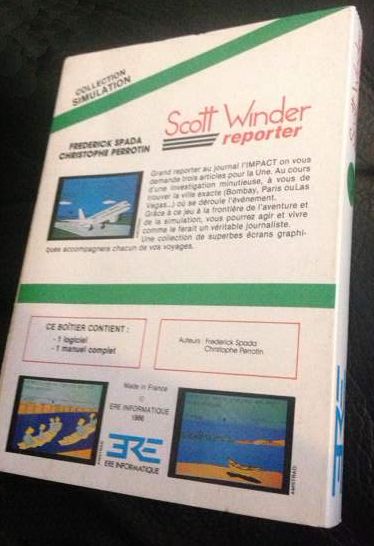 COLLECTION
SIMULATION
Scott Winder
reporter
FREDERICK SPADA
CHRISTOPHE PERROTIN
Grand reporter au journal l'IMPACT on vous
demande trois articles pour la Une. Au cours
d'une investigation minutieuse, à vous de
trouver la ville exacte (Bombay, Paris ou Las
Vegas...) où se déroule l'événement.
Grâce à ce jeu à la frontière de l'aventure et
de la simulation, vous pourrez agir et vivre
comme le ferait un véritable journaliste.
Une collection de superbes écrans graphi-
ques accompagnera chacun de vos voyages.
CE BOÎTIER CONTIENT :
- 1 logiciel
- 1 manuel complet
Auteurs : Frederick Spada
Christophe Perrotin
Made in France
©
ERE INFORMATIQUE
1986
ERE
ERE INFORMATIQUE
AMSTRAD
AMSTRAD
ERE